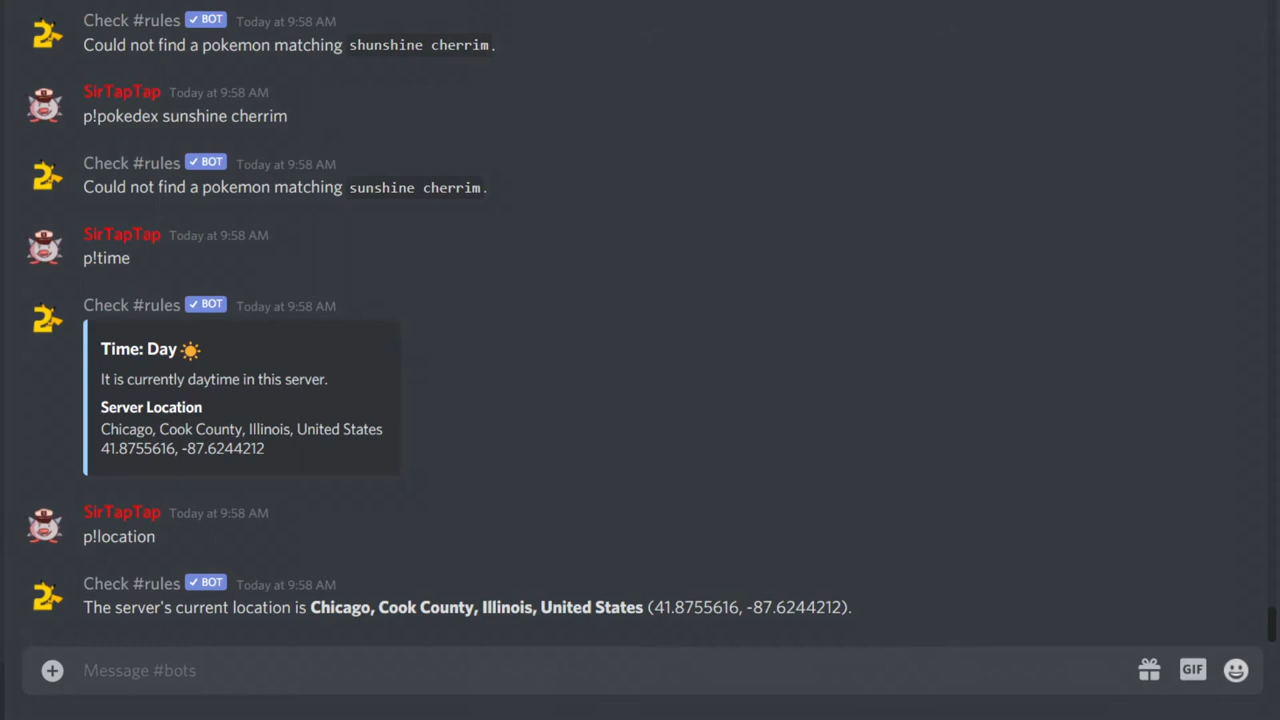 Check #rules ✓ BOT Today at 9:58 AM
Could not find a pokemon matching shunshine cherrim.
SirTapTap Today at 9:58 AM
p!pokedex sunshine cherrim
Check #rules ✓ BOT Today at 9:58 AM
Could not find a pokemon matching sunshine cherrim.
SirTapTap Today at 9:58 AM
p!time
Check #rules ✓ BOT Today at 9:58 AM
Time: Day
It is currently daytime in this server.
Server Location
Chicago, Cook County, Illinois, United States
41.8755616, -87.6244212
SirTapTap Today at 9:58 AM
p!location
Check #rules ✓ BOT Today at 9:58 AM
The server's current location is Chicago, Cook County, Illinois, United States (41.8755616, -87.6244212).
Message #bots
GIF